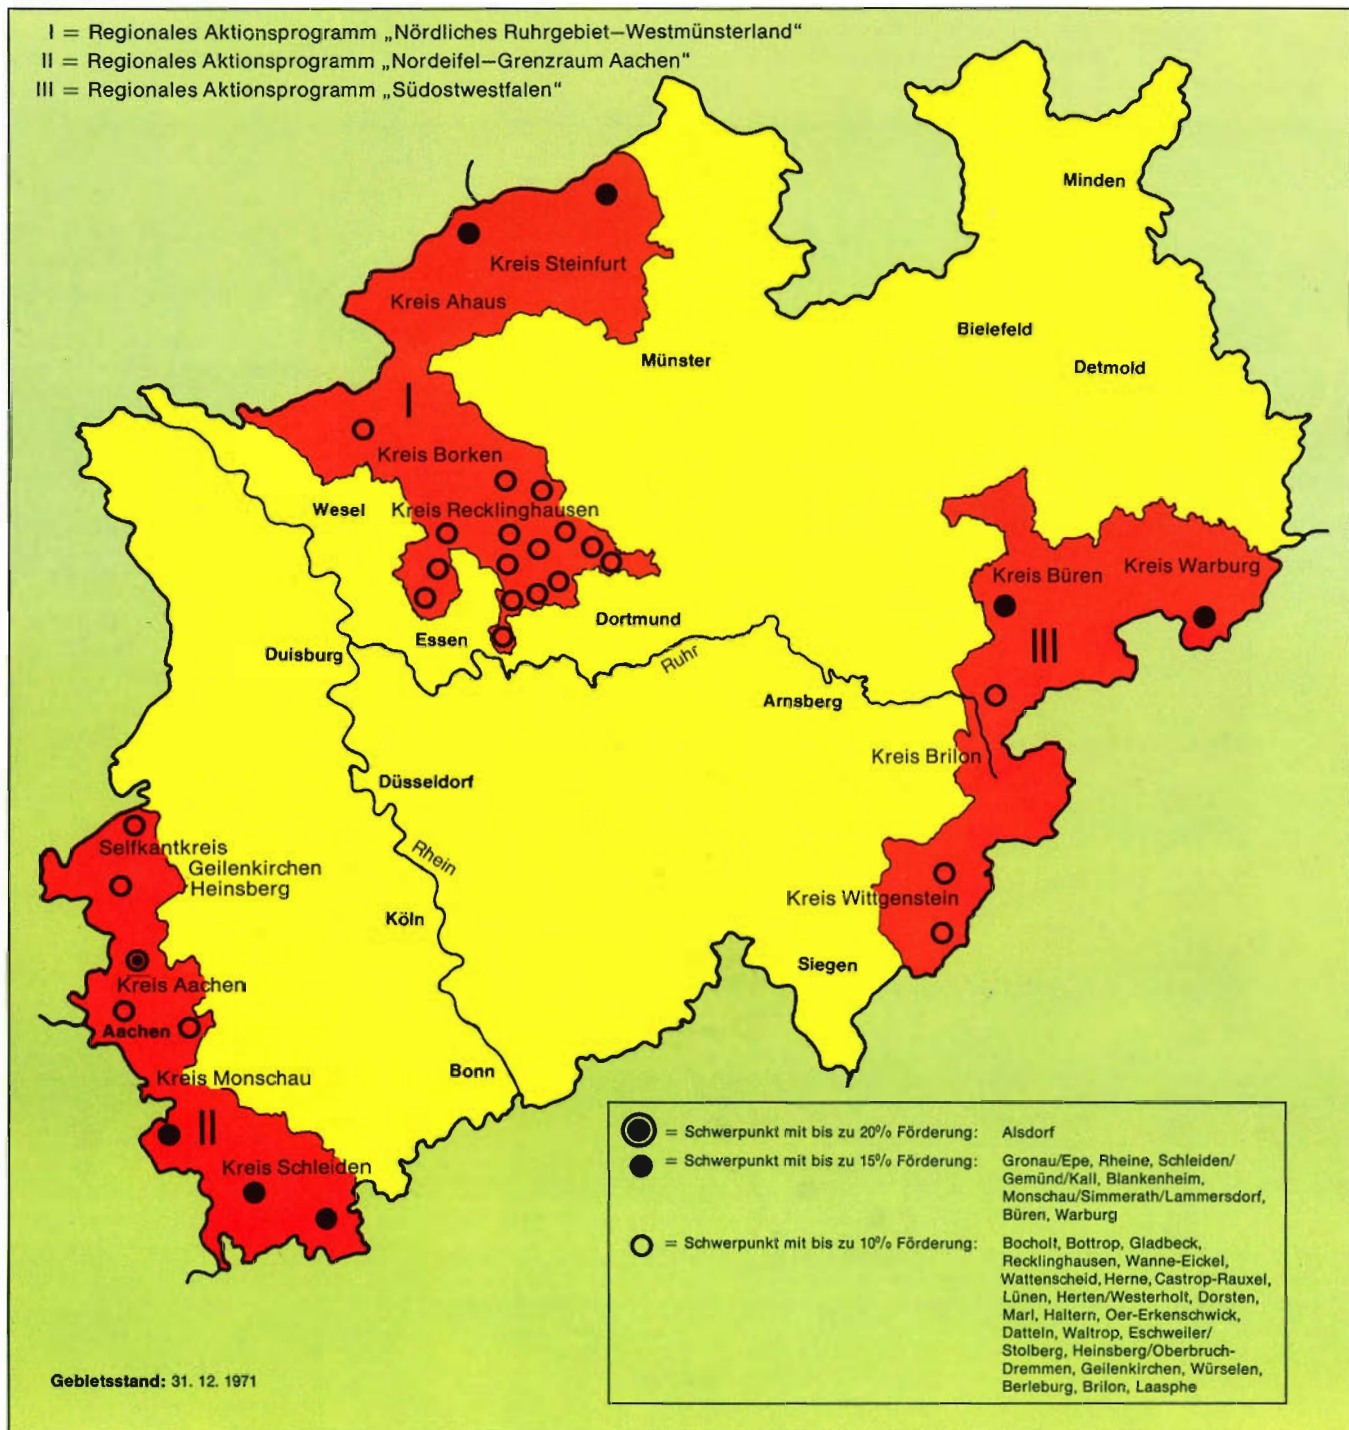 I = Regionales Aktionsprogramm „Nördliches Ruhrgebiet—Westmünsterland“
II = Regionales Aktionsprogramm „Nordeifel—Grenzraum Aachen“
III = Regionales Aktionsprogramm „Südostwestfalen“
Minden
Kreis Steinfurt
Kreis Ahaus
Bielefeld
Münster
Detmold
I
Kreis Borken
Wesel
Kreis Recklinghausen
Kreis Büren
Kreis Warburg
Dortmund
Essen
Duisburg
Ruhr
III
Arnsberg
Kreis Brilon
Düsseldorf
Selfkantkreis
Geilenkirchen
Heinsberg
Rhein
Köln
Kreis Wittgenstein
Siegen
Kreis Aachen
Aachen
Kreis Monschau
Bonn
II
Kreis Schleiden
= Schwerpunkt mit bis zu 20% Förderung: Alsdorf
= Schwerpunkt mit bis zu 15% Förderung: Gronau/Epe, Rheine, Schleiden/
Gemünd/Kall, Blankenheim,
Monschau/Simmerath/Lammersdorf,
Büren, Warburg
= Schwerpunkt mit bis zu 10% Förderung: Bocholt, Bottrop, Gladbeck,
Recklinghausen, Wanne-Eickel,
Wattenscheid, Herne, Castrop-Rauxel,
Lünen, Herten/Westerholt, Dorsten,
Marl, Haltern, Oer-Erkenschwick,
Datteln, Waltrop, Eschweiler/
Stolberg, Heinsberg/Oberbruch-
Dremmen, Geilenkirchen, Würselen,
Berleburg, Brilon, Laasphe
Gebietsstand: 31. 12. 1971